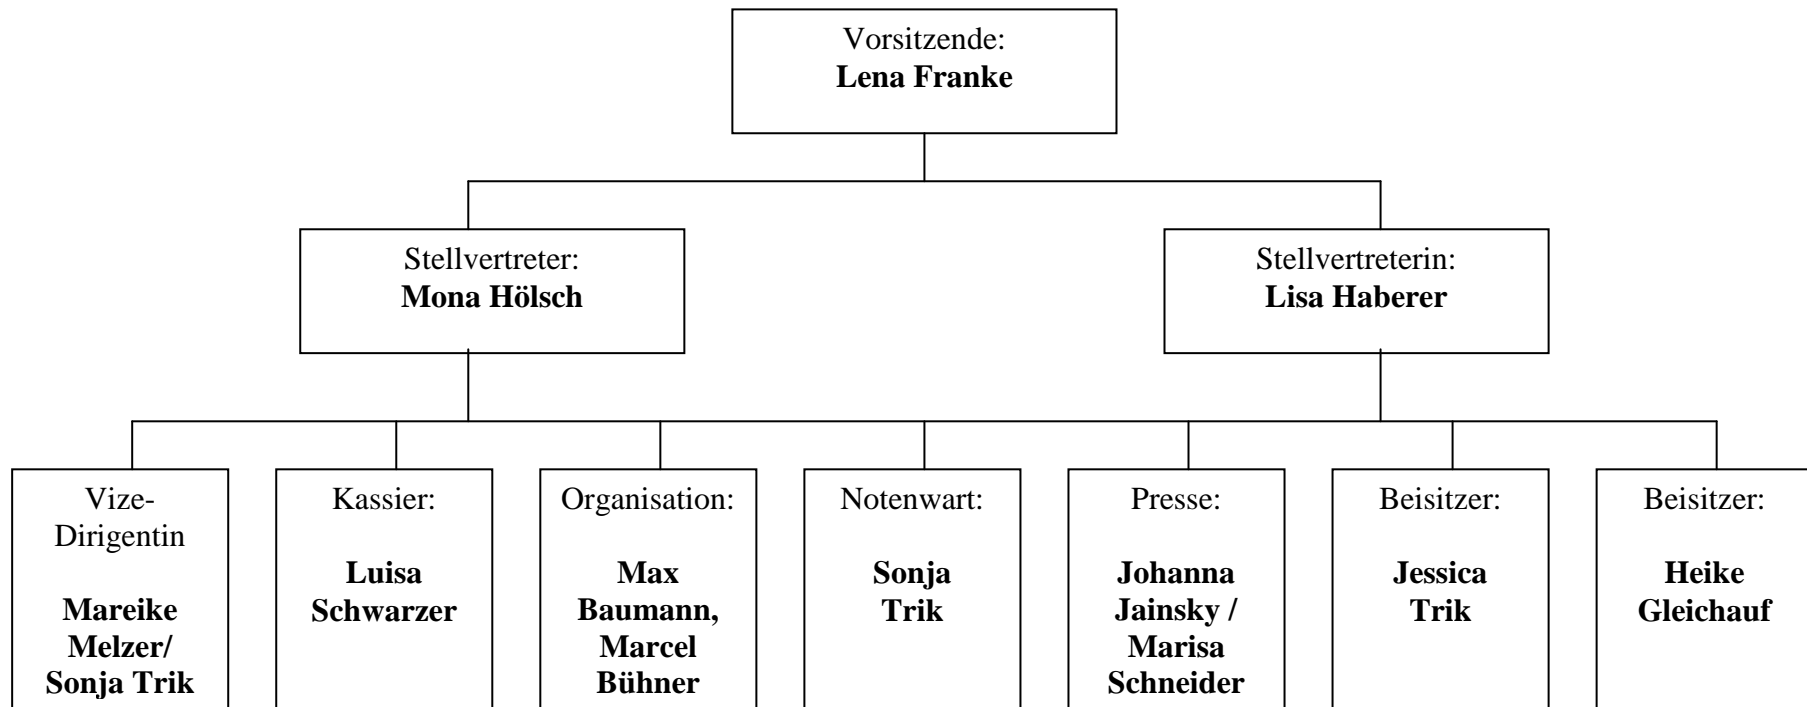 Vorsitzende:
Lena Franke
Stellvertreter:
Mona Hölsch
Stellvertreterin:
Lisa Haberer
Vize-
Dirigentin
Mareike
Melzer/
Sonja Trik
Kassier:
Luisa
Schwarzer
Organisation:
Max
Baumann,
Marcel
Bühner
Notenwart:
Sonja
Trik
Presse:
Johanna
Jainsky /
Marisa
Schneider
Beisitzer:
Jessica
Trik
Beisitzer:
Heike
Gleichauf